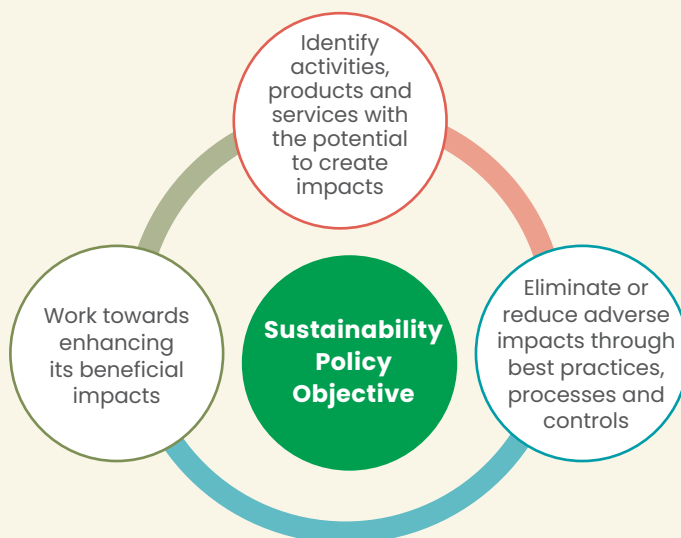 Identify
activities,
products and
services with
the potential
to create
impacts
Work towards
enhancing
its beneficial
impacts
Sustainability
Policy
Objective
Eliminate or
reduce adverse
impacts through
best practices,
processes and
controls